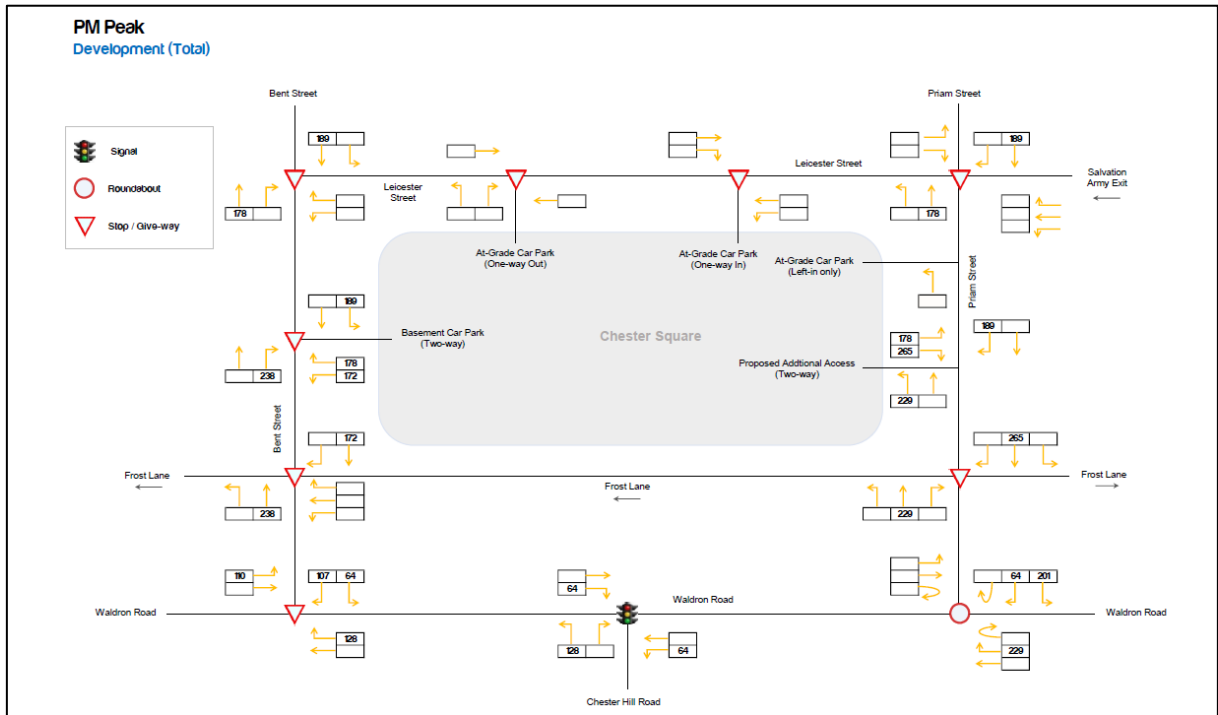 PM Peak
Development (Total)
Bent Street
Priam Street
Signal
Roundabout
Stop / Give-way
189
189
Leicester Street
Leicester
Street
Salvation
Army Exit
178
178
At-Grade Car Park
(One-way Out)
At-Grade Car Park
(One-way In)
At-Grade Car Park
(Left-in only)
Priam Street
189
Basement Car Park
(Two-way)
Chester Square
178
265
189
238
178
172
Proposed Addtional Access
(Two-way)
229
Bent Street
172
265
Frost Lane
Frost Lane
Frost Lane
238
229
110
107
64
64
64
201
Waldron Road
Waldron Road
Waldron Road
128
128
64
229
Chester Hill Road